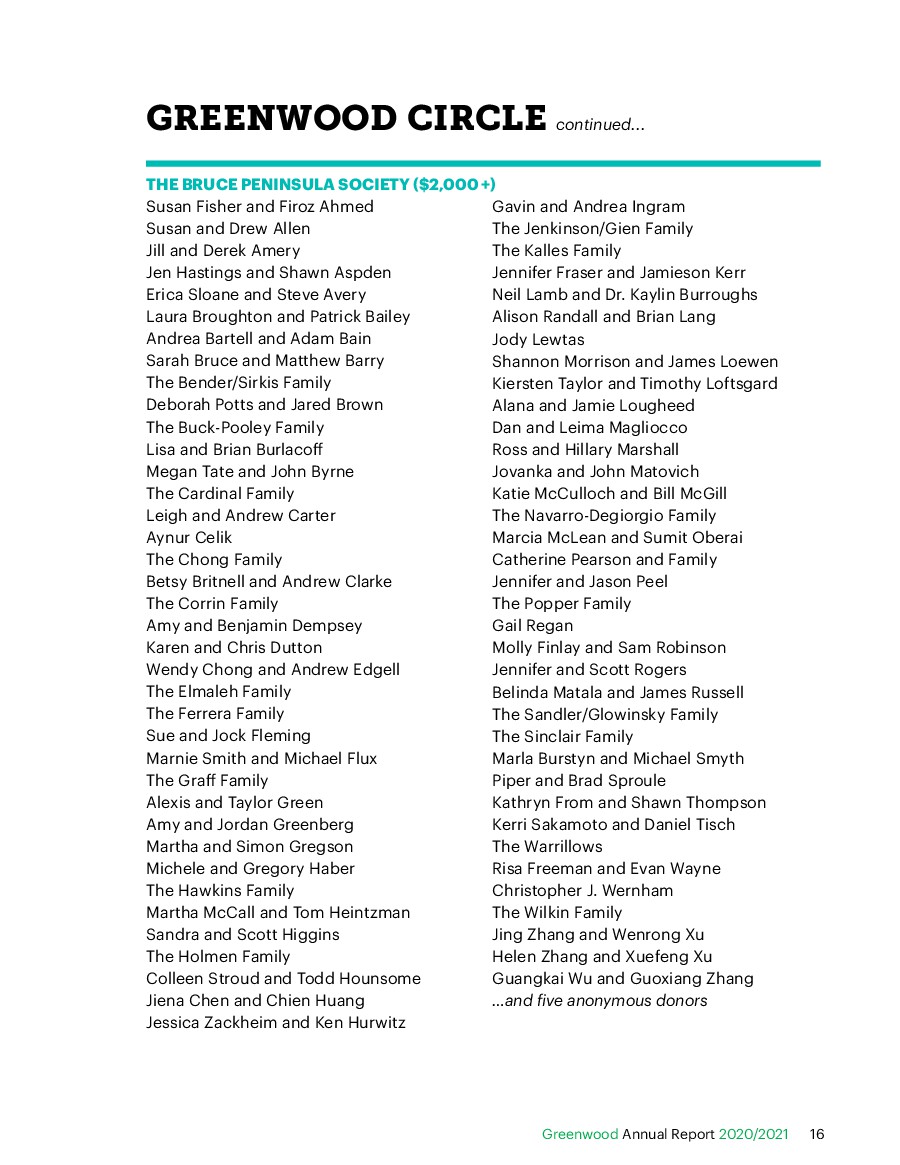 GREENWOOD CIRCLE continued...
THE BRUCE PENINSULA SOCIETY ($2,000+)
Susan Fisher and Firoz Ahmed
Susan and Drew Allen
Jill and Derek Amery
Jen Hastings and Shawn Aspden
Erica Sloane and Steve Avery
Laura Broughton and Patrick Bailey
Andrea Bartell and Adam Bain
Sarah Bruce and Matthew Barry
The Bender/Sirkis Family
Deborah Potts and Jared Brown
The Buck-Pooley Family
Lisa and Brian Burlacoff
Megan Tate and John Byrne
The Cardinal Family
Leigh and Andrew Carter
Aynur Celik
The Chong Family
Betsy Britnell and Andrew Clarke
The Corrin Family
Amy and Benjamin Dempsey
Karen and Chris Dutton
Wendy Chong and Andrew Edgell
The Elmaleh Family
The Ferrera Family
Sue and Jock Fleming
Marnie Smith and Michael Flux
The Graff Family
Alexis and Taylor Green
Amy and Jordan Greenberg
Martha and Simon Gregson
Michele and Gregory Haber
The Hawkins Family
Martha McCall and Tom Heintzman
Sandra and Scott Higgins
The Holmen Family
Colleen Stroud and Todd Hounsome
Jiena Chen and Chien Huang
Jessica Zackheim and Ken Hurwitz
Gavin and Andrea Ingram
The Jenkinson/Gien Family
The Kalles Family
Jennifer Fraser and Jamieson Kerr
Neil Lamb and Dr. Kaylin Burroughs
Alison Randall and Brian Lang
Jody Lewtas
Shannon Morrison and James Loewen
Kiersten Taylor and Timothy Loftsgard
Alana and Jamie Lougheed
Dan and Leima Magliocco
Ross and Hillary Marshall
Jovanka and John Matovich
Katie McCulloch and Bill McGill
The Navarro-Degiorgio Family
Marcia McLean and Sumit Oberai
Catherine Pearson and Family
Jennifer and Jason Peel
The Popper Family
Gail Regan
Molly Finlay and Sam Robinson
Jennifer and Scott Rogers
Belinda Matala and James Russell
The Sandler/Glowinsky Family
The Sinclair Family
Marla Burstyn and Michael Smyth
Piper and Brad Sproule
Kathryn From and Shawn Thompson
Kerri Sakamoto and Daniel Tisch
The Warrillows
Risa Freeman and Evan Wayne
Christopher J. Wernham
The Wilkin Family
Jing Zhang and Wenrong Xu
Helen Zhang and Xuefeng Xu
Guangkai Wu and Guoxiang Zhang
...and five anonymous donors
Greenwood Annual Report 2020/2021 16